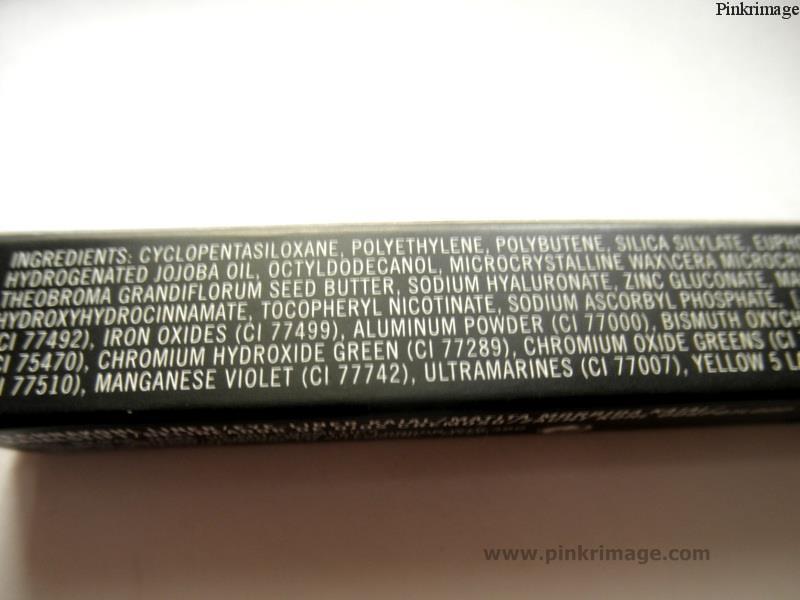 Pinkrimage
INGREDIENTS: CYCLOPENTASILOXANE, POLYETHYLENE, POLYBUTENE, SILICA SILYLATE, EUPHO
HYDROGENATED JOJOBA OIL, OCTYLDODECANOL, MICROCRYSTALLINE WAX\CERA MICROCRI
THEOBROMA GRANDIFLORUM SEED BUTTER, SODIUM HYALURONATE, ZINC GLUCONATE, MA
HYDROXYHYDROCINNAMATE, TOCOPHERYL NICOTINATE, SODIUM ASCORBYL PHOSPHATE, [
CI 77492), IRON OXIDES (CI 77499), ALUMINUM POWDER (CI 77000), BISMUTH OXYCH
CI 75470), CHROMIUM HYDROXIDE GREEN (CI 77289), CHROMIUM OXIDE GREENS (CI
I 77510), MANGANESE VIOLET (CI 77742), ULTRAMARINES (CI 77007), YELLOW 5 LA
www.pinkrimage.com